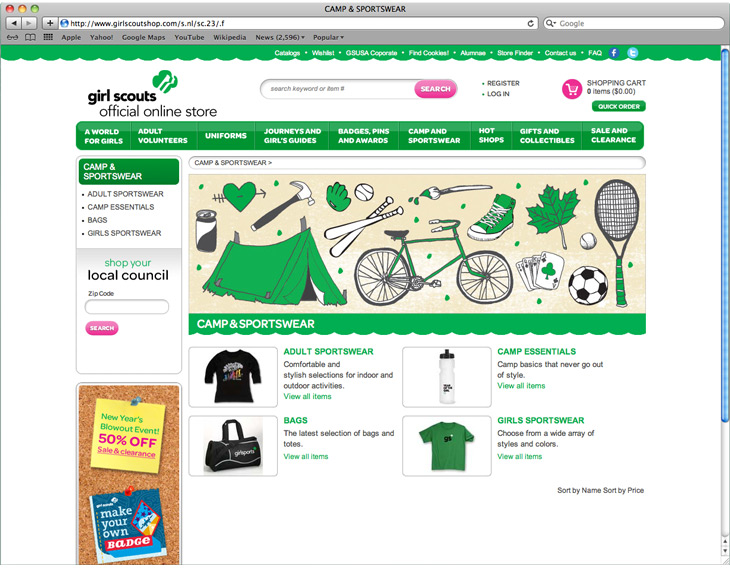 CAMP & SPORTSWEAR
http://www.girlscoutshop.com/s.nl/sc.23/.f
Google
Apple Yahoo! Google Maps YouTube Wikipedia News (2,596) Popular
Catalogs • Wishlist • GSUSA Coporate • Find Cookies! • Alumnae • Store Finder • Contact us • FAQ
girl scouts
official online store
search keyword or item #
SEARCH
• REGISTER
• LOG IN
SHOPPING CART
0 items ($0.00)
QUICK ORDER
A WORLD
FOR GIRLS
ADULT
VOLUNTEERS
UNIFORMS
JOURNEYS AND
GIRL'S GUIDES
BADGES, PINS
AND AWARDS
CAMP AND
SPORTSWEAR
HOT
SHOPS
GIFTS AND
COLLECTIBLES
SALE AND
CLEARANCE
CAMP &
SPORTSWEAR
• ADULT SPORTSWEAR
• CAMP ESSENTIALS
• BAGS
• GIRLS SPORTSWEAR
shop your
local council
Zip Code
SEARCH
New Year's
Blowout Event!
50% OFF
Sale & clearance
girl scouts
make
your
own
BADGE
CAMP & SPORTSWEAR >
CAMP & SPORTSWEAR
ADULT SPORTSWEAR
Comfortable and
stylish selections for indoor and
outdoor activities.
View all items
CAMP ESSENTIALS
Camp basics that never go out
of style.
View all items
girlsports
BAGS
The latest selection of bags and
totes.
View all items
GIRLS SPORTSWEAR
Choose from a wide array of
styles and colors.
View all items
Sort by Name Sort by Price